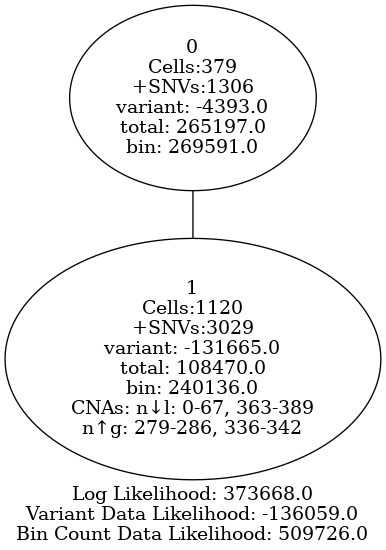 0
Cells:379
+SNVs:1306
variant: -4393.0
total: 265197.0
bin: 269591.0
1
Cells:1120
+SNVs:3029
variant: -131665.0
total: 108470.0
bin: 240136.0
CNAs: n↓l: 0-67, 363-389
n↑g: 279-286, 336-342
Log Likelihood: 373668.0
Variant Data Likelihood: -136059.0
Bin Count Data Likelihood: 509726.0